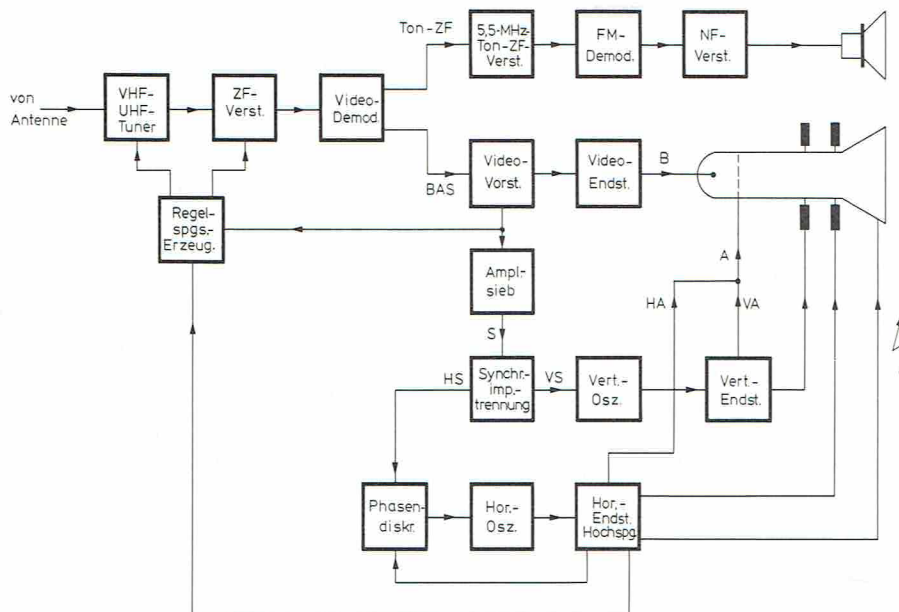 Ton-ZF
5,5-MHz-
Ton-ZF-
Verst.
FM-
Demod.
NF-
Verst.
von
Antenne
VHF-
UHF-
Tuner
ZF-
Verst.
Video-
Demod.
BAS
Video-
Vorst.
Video-
Endst.
B
Regel-
spgs.-
Erzeug.
Ampl.-
sieb
A
HA
VA
S
HS
Synchr.-
imp.-
trennung
VS
Vert.-
Osz.
Vert.-
Endst.
Phasen-
diskr.
Hor.-
Osz.
Hor.-
Endst.
Hochspg.